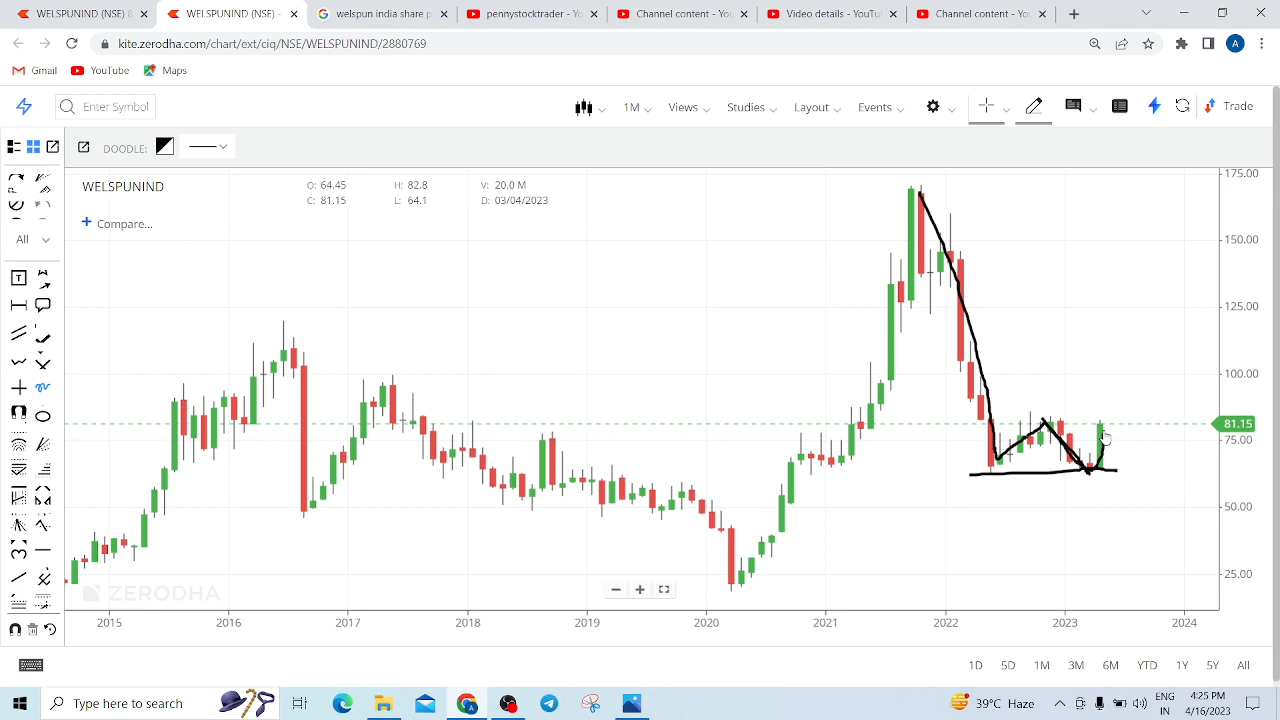 NSE(WELSPUNIND) B
NSE(WELSPUNIND) -
welspun india share p
pennystocktrader - Yo
Channel content - You
Video details - YouTu
Channel content - You
kite.zerodha.com/chart/ext/ciq/NSE/WELSPUNIND/2880769
A
Gmail YouTube Maps
Enter Symbol
1M Views Studies Layout Events Trade
DOODLE:
WELSPUNIND
O: 64.45 H: 82.8 V: 20.0 M
C: 81.15 L: 64.1 D: 03/04/2023
+ Compare...
All
T
175.00
150.00
125.00
100.00
81.15
75.00
50.00
25.00
ZERODHA
2015 2016 2017 2018 2019 2020 2021 2022 2023 2024
1D 5D 1M 3M 6M YTD 1Y 5Y All
Type here to search
39°C Haze
ENG
IN
4:25 PM
4/16/2023